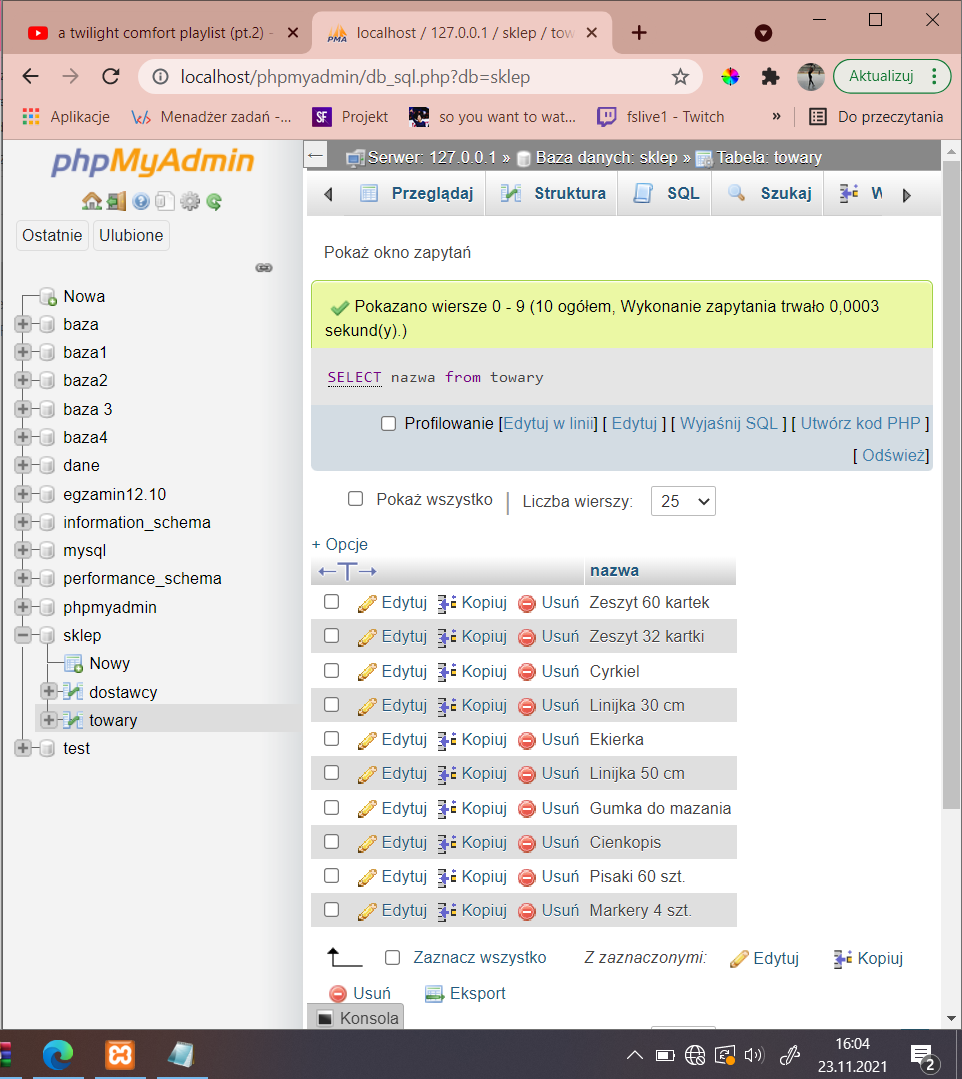 a twilight comfort playlist (pt.2) -
localhost / 127.0.0.1 / sklep / tow
localhost/phpmyadmin/db_sql.php?db=sklep
Aktualizuj
Aplikacje
Menadżer zadań -...
SF Projekt
so you want to wat...
fslive1 - Twitch
»
Do przeczytania
phpMyAdmin
Ostatnie Ulubione
Nowa
baza
baza1
baza2
baza 3
baza4
dane
egzamin12.10
information_schema
mysql
performance_schema
phpmyadmin
sklep
Nowy
dostawcy
towary
test
Serwer: 127.0.0.1 » Baza danych: sklep » Tabela: towary
Przeglądaj Struktura SQL Szukaj W
Pokaż okno zapytań
Pokazano wiersze 0 - 9 (10 ogółem, Wykonanie zapytania trwało 0,0003
sekund(y).)
SELECT nazwa from towary
Profilowanie [Edytuj w linii] [ Edytuj ] [ Wyjaśnij SQL ] [ Utwórz kod PHP ]
[ Odśwież]
Pokaż wszystko | Liczba wierszy: 25
+ Opcje
←T→ nazwa
Edytuj Kopiuj Usuń Zeszyt 60 kartek
Edytuj Kopiuj Usuń Zeszyt 32 kartki
Edytuj Kopiuj Usuń Cyrkiel
Edytuj Kopiuj Usuń Linijka 30 cm
Edytuj Kopiuj Usuń Ekierka
Edytuj Kopiuj Usuń Linijka 50 cm
Edytuj Kopiuj Usuń Gumka do mazania
Edytuj Kopiuj Usuń Cienkopis
Edytuj Kopiuj Usuń Pisaki 60 szt.
Edytuj Kopiuj Usuń Markery 4 szt.
Zaznacz wszystko Z zaznaczonymi: Edytuj Kopiuj
Usuń Eksport
Konsola
16:04
23.11.2021
2